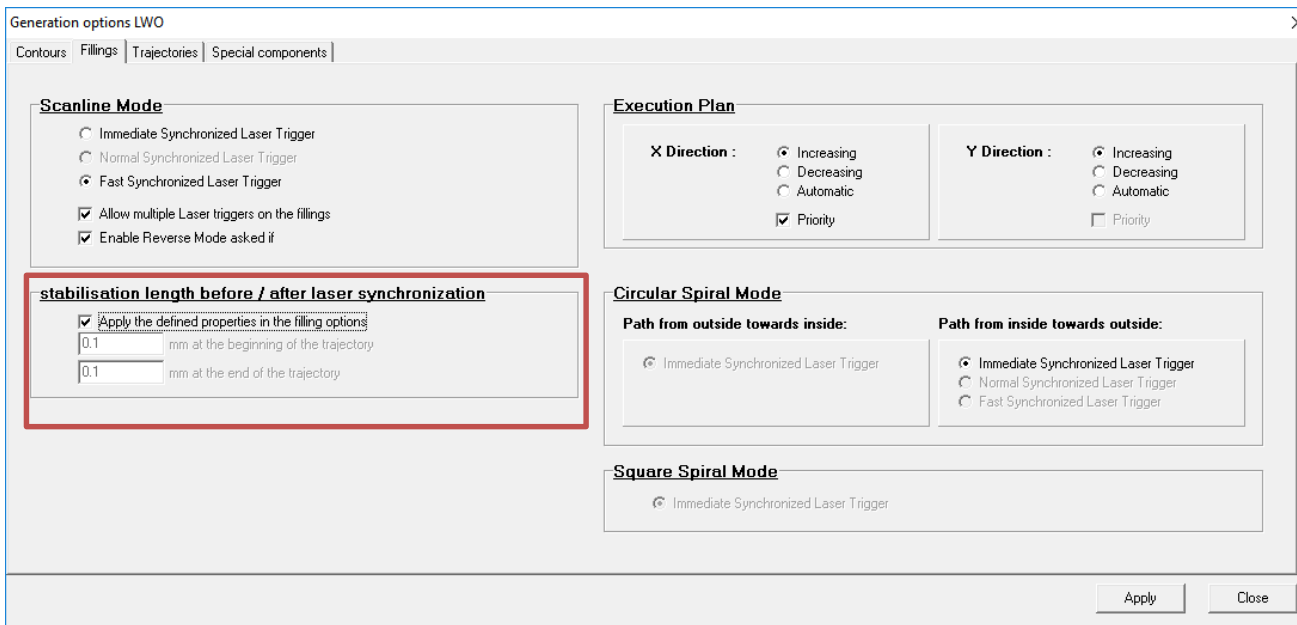 Generation options LWO
Contours Fillings Trajectories Special components
Scanline Mode
Immediate Synchronized Laser Trigger
Normal Synchronized Laser Trigger
Fast Synchronized Laser Trigger
Allow multiple Laser triggers on the fillings
Enable Reverse Mode asked if
stabilisation length before / after laser synchronization
Apply the defined properties in the filling options
0.1 mm at the beginning of the trajectory
0.1 mm at the end of the trajectory
Execution Plan
X Direction :
Increasing
Decreasing
Automatic
Priority
Y Direction :
Increasing
Decreasing
Automatic
Priority
Circular Spiral Mode
Path from outside towards inside:
Immediate Synchronized Laser Trigger
Path from inside towards outside:
Immediate Synchronized Laser Trigger
Normal Synchronized Laser Trigger
Fast Synchronized Laser Trigger
Square Spiral Mode
Immediate Synchronized Laser Trigger
Apply Close